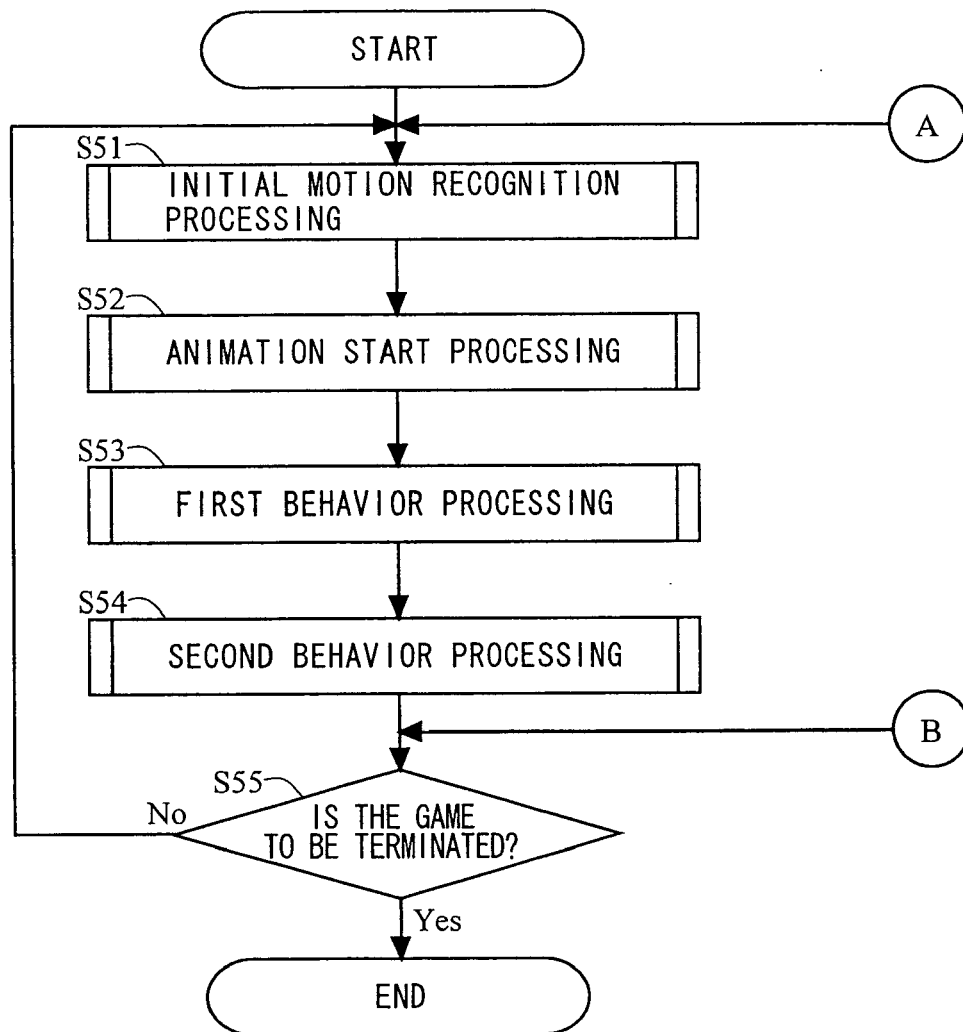 START
A
S51
INITIAL MOTION RECOGNITION
PROCESSING
S52
ANIMATION START PROCESSING
S53
FIRST BEHAVIOR PROCESSING
S54
SECOND BEHAVIOR PROCESSING
B
S55
No
IS THE GAME
TO BE TERMINATED?
Yes
END